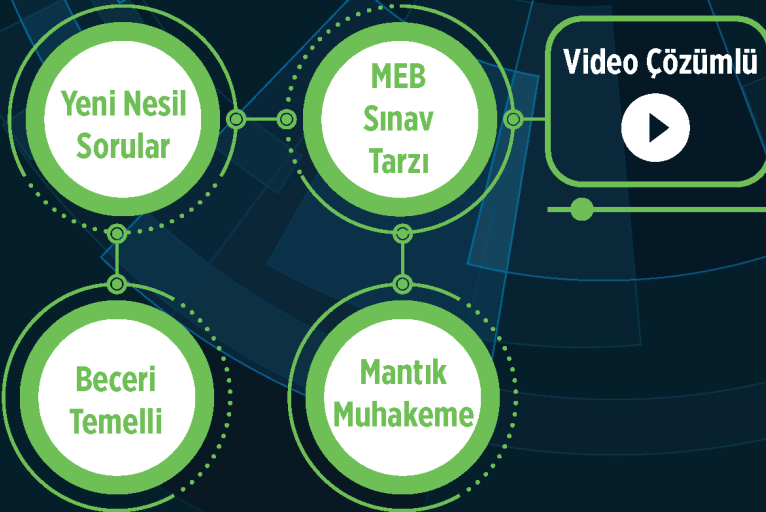 Yeni Nesil
Sorular
MEB
Sınav
Tarzı
Video Çözümlü
Beceri
Temelli
Mantık
Muhakeme